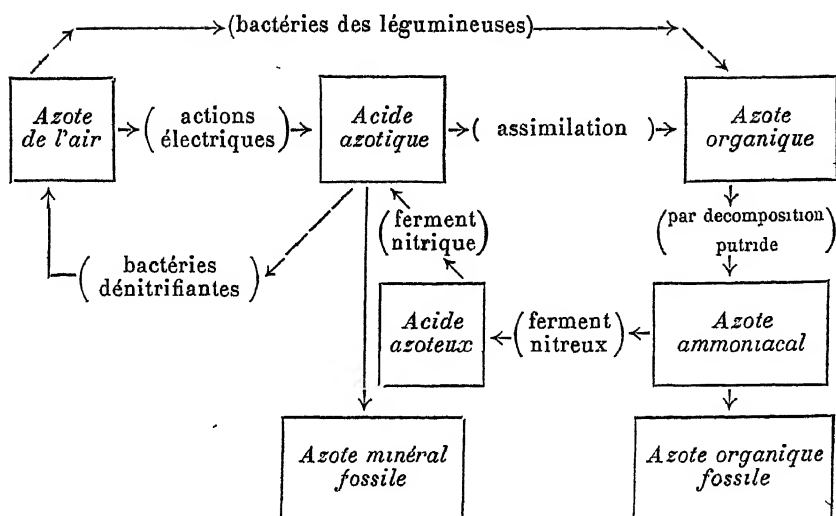 (bactéries des légumineuses)
Azote
de l'air
(actions
électriques)
Acide
azotique
( assimilation )
Azote
organique
(ferment
nitrique)
(par decomposition
putride)
( bactéries
dénitrifiantes )
Acide
azoteux
(ferment
nitreux)
Azote
ammoniacal
Azote minéral
fossile
Azote organique
fossile